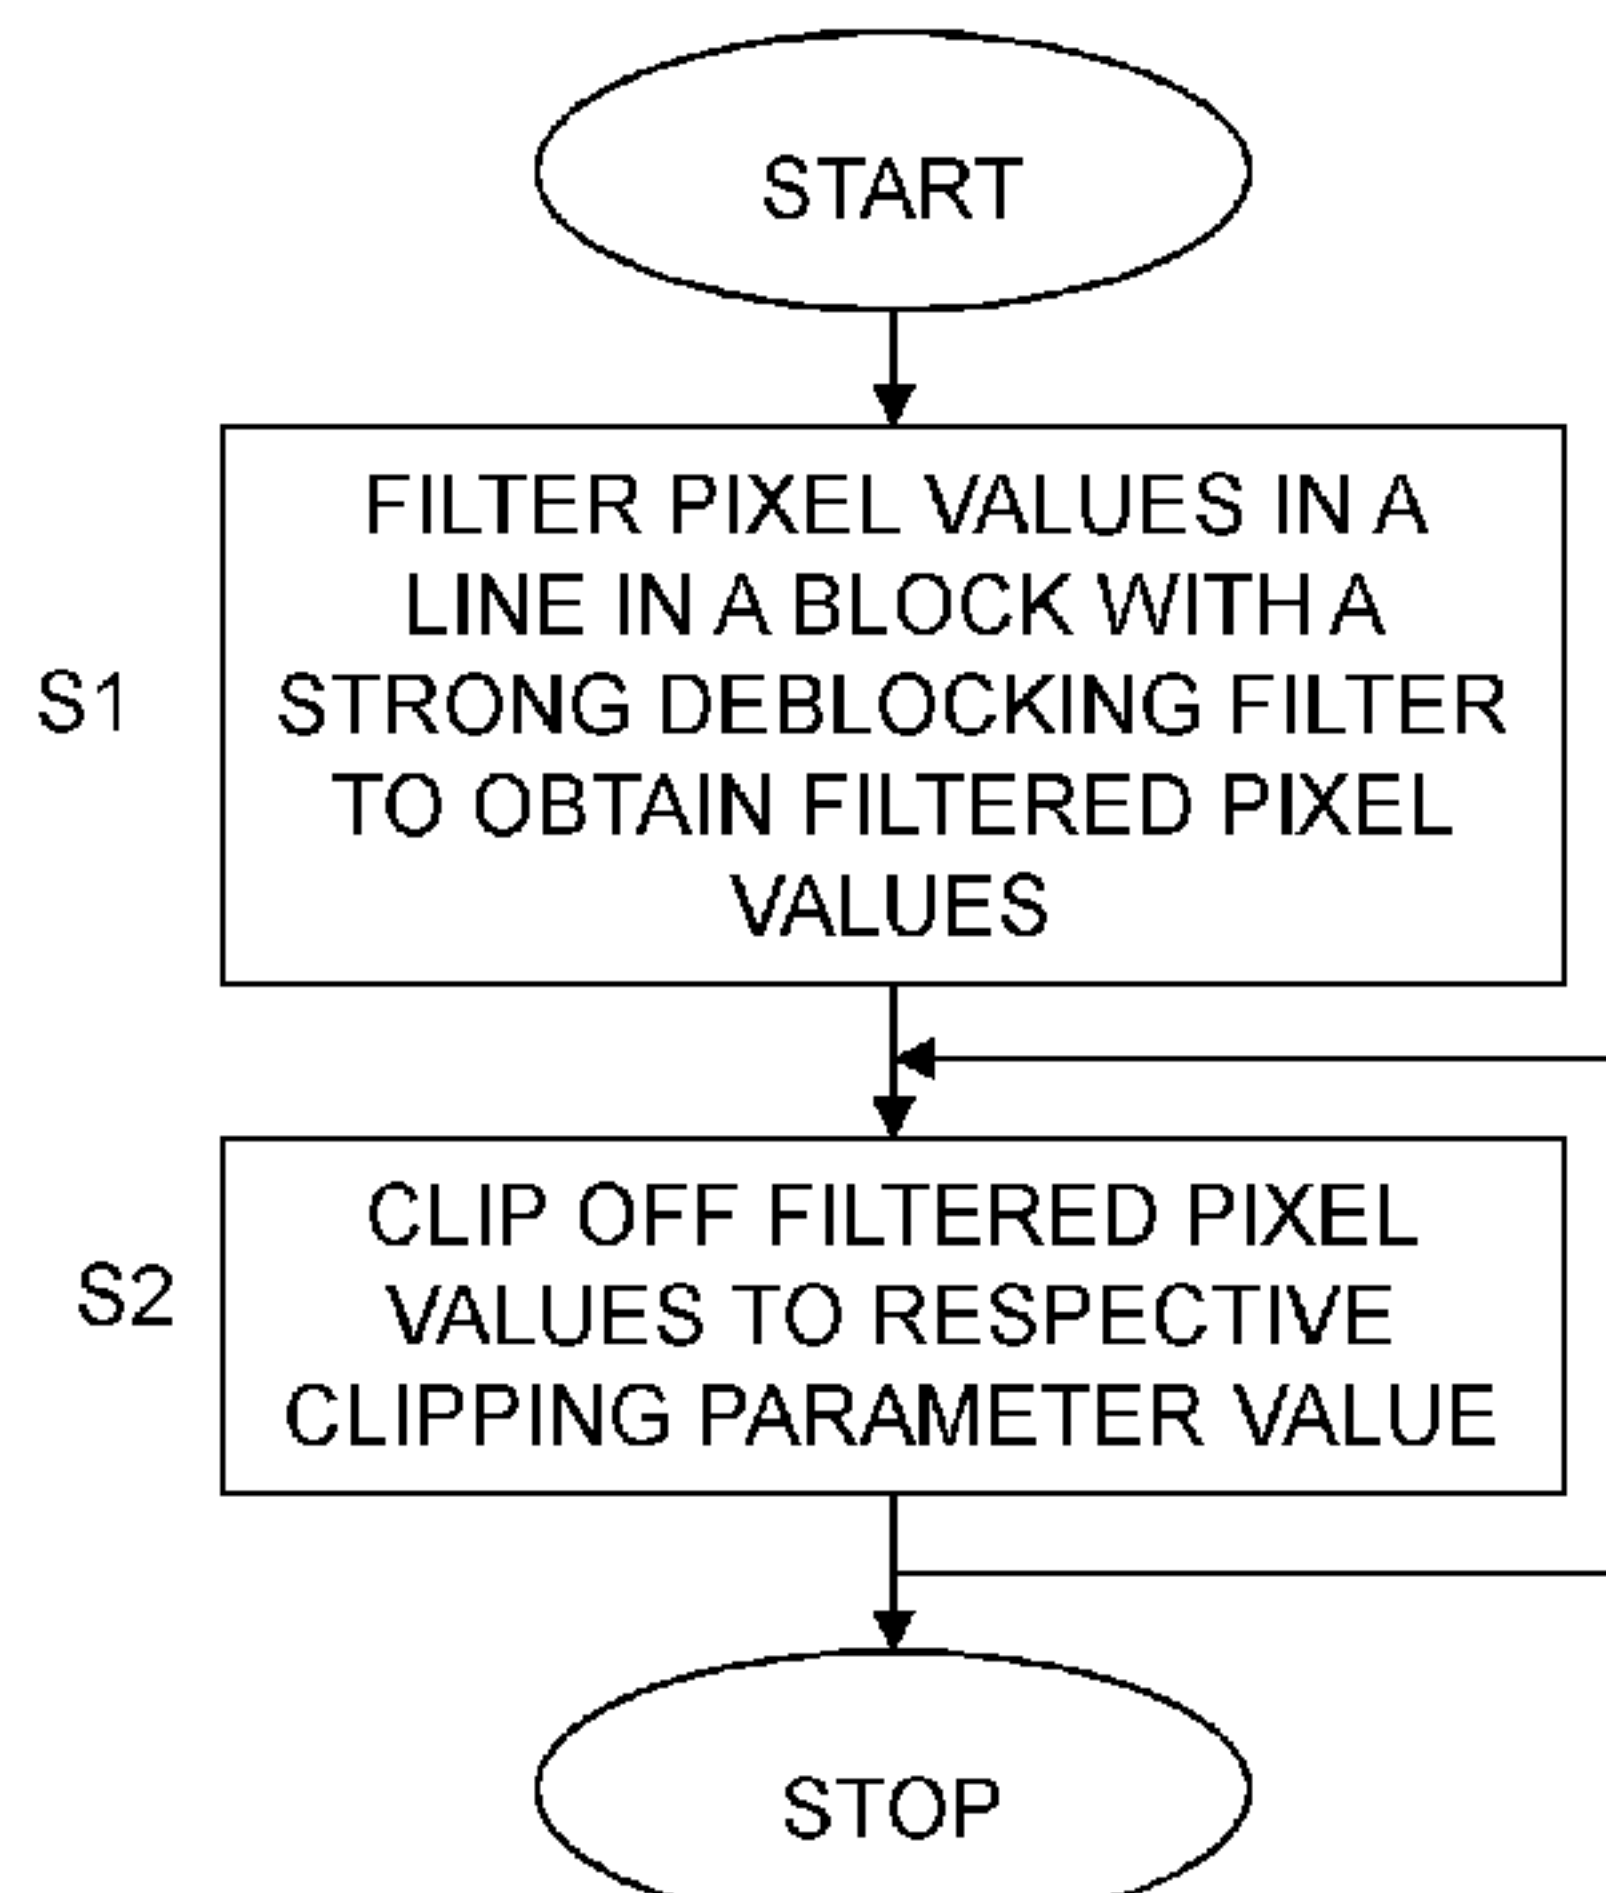 START
FILTER PIXEL VALUES IN A
LINE IN A BLOCK WITH A
S1
STRONG DEBLOCKING FILTER
TO OBTAIN FILTERED PIXEL
VALUES
CLIP OFF FILTERED PIXEL
S2
VALUES TO RESPECTIVE
CLIPPING PARAMETER VALUE
STOP